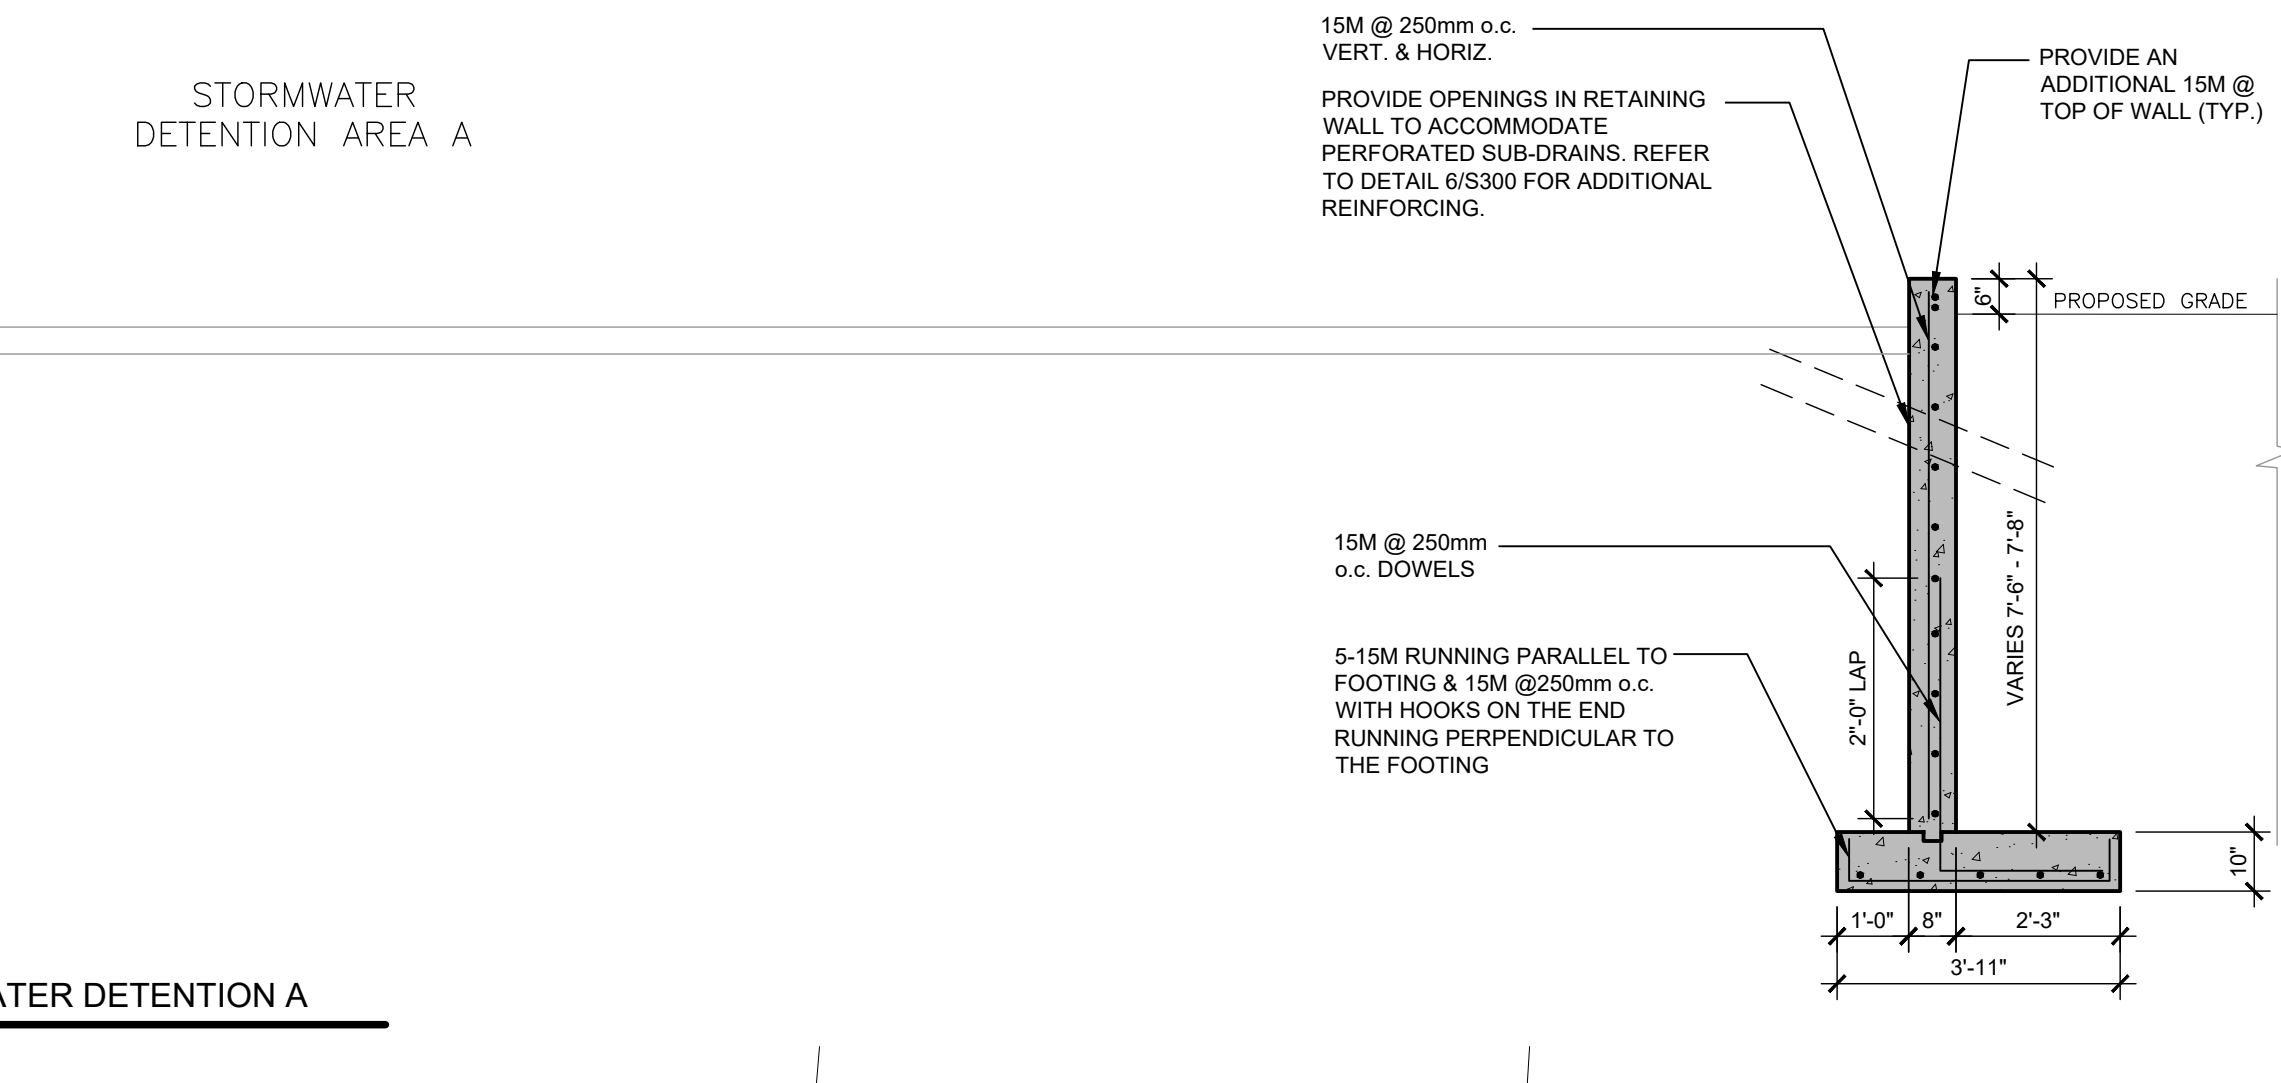 STORMWATER
DETENTION AREA A
15M @ 250mm o.c.
VERT. & HORIZ.
PROVIDE OPENINGS IN RETAINING
WALL TO ACCOMMODATE
PERFORATED SUB-DRAINS. REFER
TO DETAIL 6/S300 FOR ADDITIONAL
REINFORCING.
PROVIDE AN
ADDITIONAL 15M @
TOP OF WALL (TYP.)
6"
PROPOSED GRADE
15M @ 250mm
o.c. DOWELS
VARIES 7'-6" - 7'-8"
5-15M RUNNING PARALLEL TO
FOOTING & 15M @250mm o.c.
WITH HOOKS ON THE END
RUNNING PERPENDICULAR TO
THE FOOTING
2"-0" LAP
10"
1'-0"
8"
2'-3"
3'-11"
ATER DETENTION A